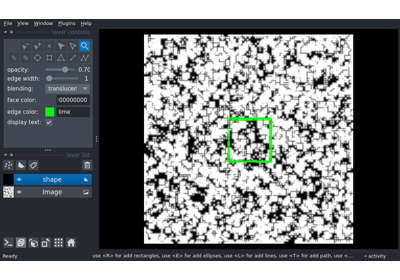 File View Window Plugins Help
layer controls
opacity: 0.70
edge width: 1
blending: translucen
face color: 00000000
edge color: lime
display text:
layer list
shape
Image
Ready
use <R> for add rectangles, use <E> for add ellipses, use <L> for add lines, use <T> for add path, use <...
activity